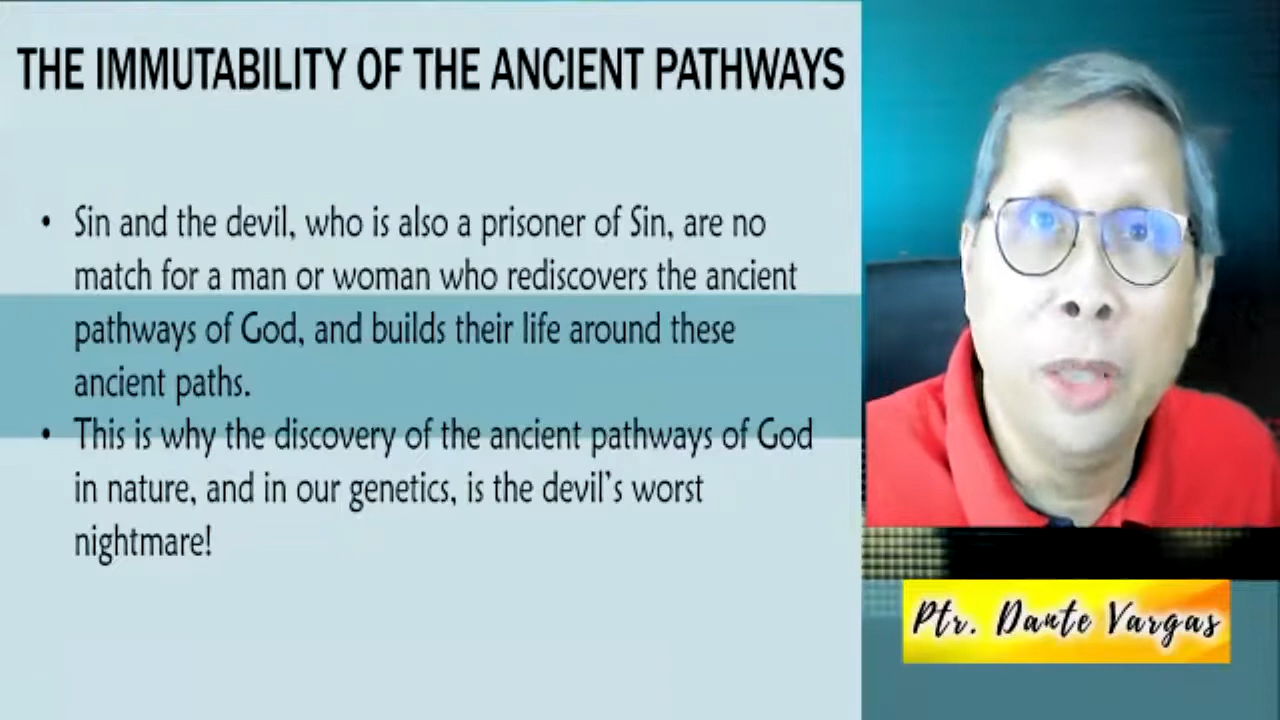 THE IMMUTABILITY OF THE ANCIENT PATHWAYS
• Sin and the devil, who is also a prisoner of Sin, are no
match for a man or woman who rediscovers the ancient
pathways of God, and builds their life around these
ancient paths.
• This is why the discovery of the ancient pathways of God
in nature, and in our genetics, is the devil's worst
nightmare!
Ptr. Dante Vargas